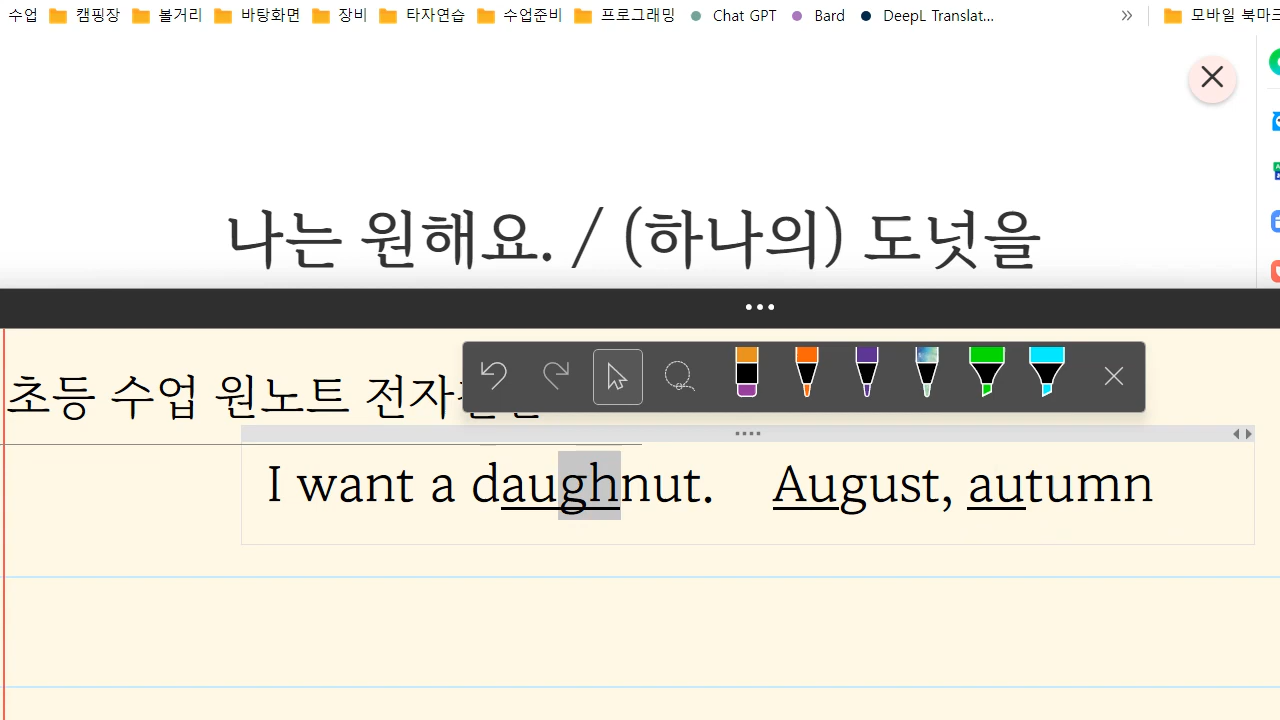 수업 캠핑장 볼거리 바탕화면 장비 타자연습 수업준비 프로그래밍 Chat GPT Bard DeepL Translat... » 모바일 북마크
나는 원해요. / (하나의) 도넛을
초등 수업 원노트 전자
I want a daughnut. August, autumn